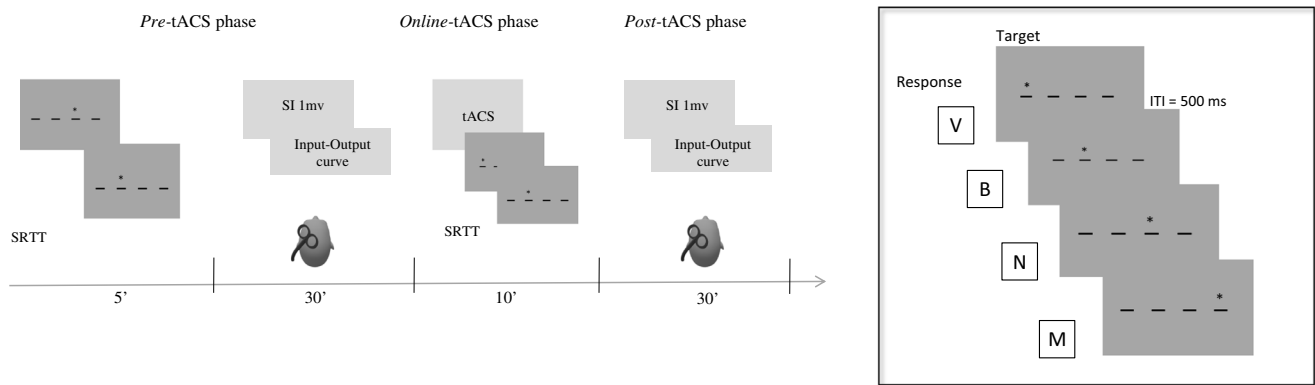 Pre-tACS phase
Online-tACS phase
Post-tACS phase
*
*
SRTT
SI 1mv
Input-Output
curve
tACS
*
*
SRTT
SI 1mv
Input-Output
curve
5’
30’
10’
30’
Target
Response
*
ITI = 500 ms
V
*
B
*
N
*
M